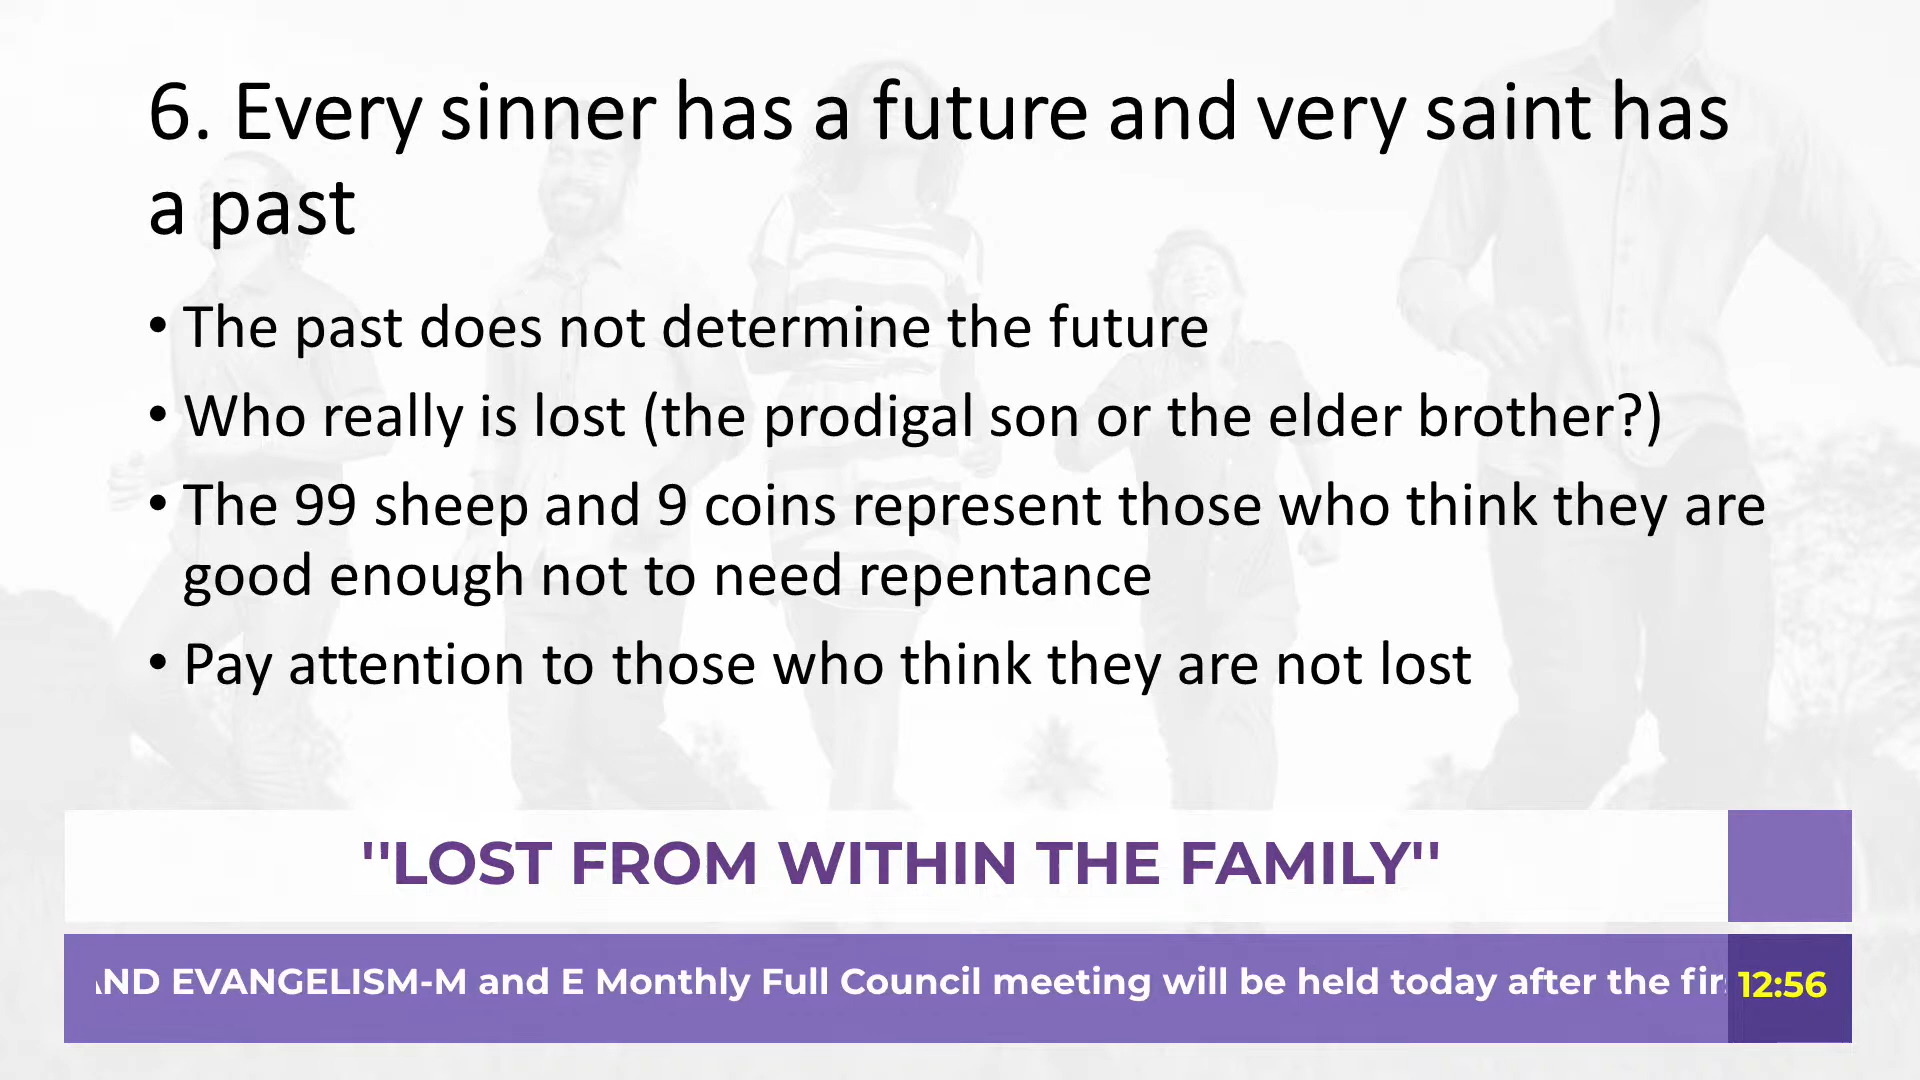 6. Every sinner has a future and very saint has
a past
• The past does not determine the future
• Who really is lost (the prodigal son or the elder brother?)
• The 99 sheep and 9 coins represent those who think they are
good enough not to need repentance
• Pay attention to those who think they are not lost
"LOST FROM WITHIN THE FAMILY"
EVANGELISM-M and E Monthly Full Council meeting will be held today after the
12:56